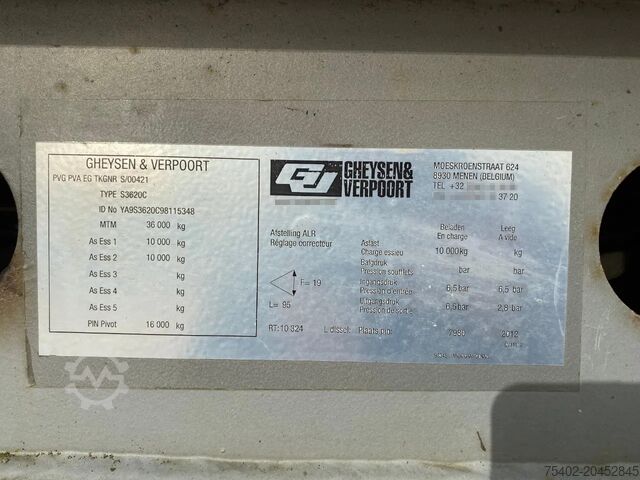 GHEYSEN & VERPOORT
PVG PVA EG TKGNR S/00421
TYPE S3620C
ID No YA9S3620C98115348
MTM 36 000 kg
As Ess 1 10 000 kg
As Ess 2 10 000 kg
As Ess 3 kg
As Ess 4 kg
As Ess 5 kg
PIN Pivot 16 000 kg
GHEYSEN&
VERPOORT
MOESKROENSTRAAT 624
8930 MENEN (BELGIUM)
TEL +32
37 20
Afstelling ALR
Réglage correcteur
F= 19
L= 95
RT: 10 824 L dissel:
Beladen Leeg
En charge A vide
Aslast
Charge essieu 10 000 kg kg
Balgdruk
Pression soufflets bar bar
Ingangsdruk
Pression d'entrée 6,5 bar 6,5 bar
Uitgangsdruk
Pression de sortie 6,5 bar 2,8 bar
7980 2012
75402-20452845